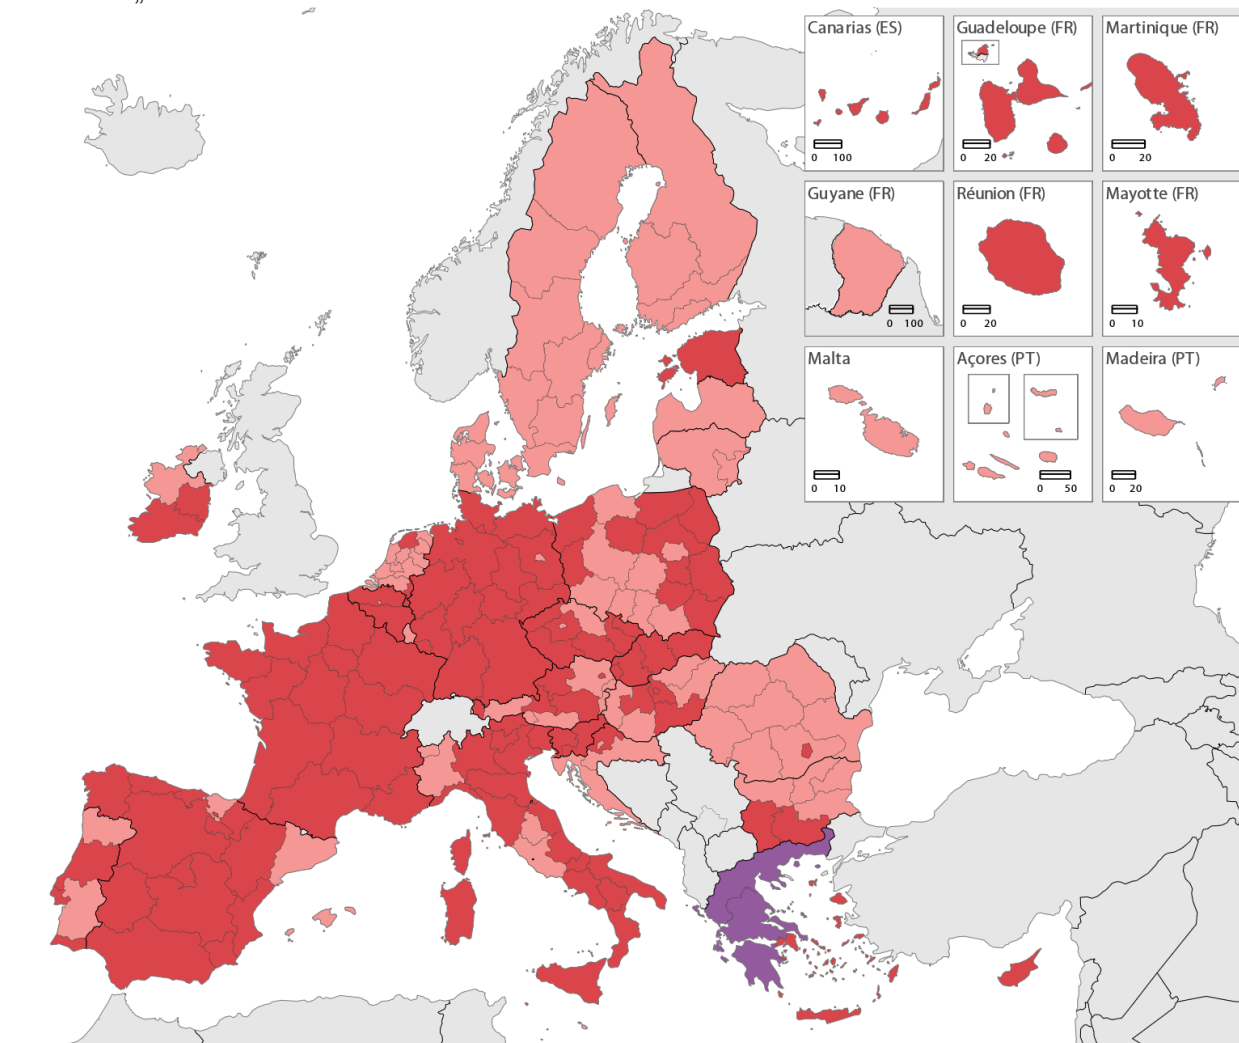 „
Canarias (ES)
0 100
Guadeloupe (FR)
0 20
Martinique (FR)
0 20
Guyane (FR)
0 100
Réunion (FR)
0 20
Mayotte (FR)
0 10
Malta
0 10
Açores (PT)
0 50
Madeira (PT)
0 20